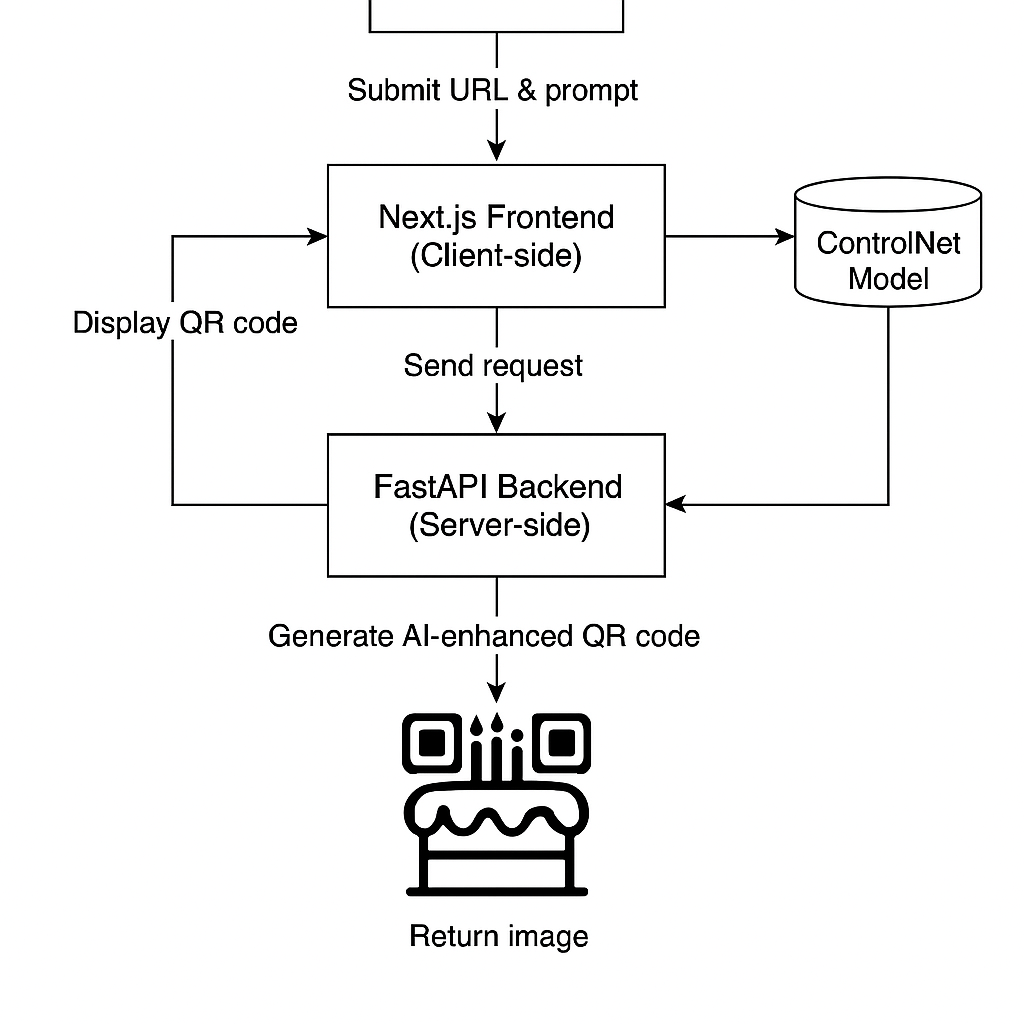 Submit URL & prompt
Next.js Frontend
(Client-side)
ControlNet
Model
Display QR code
Send request
FastAPI Backend
(Server-side)
Generate AI-enhanced QR code
Return image